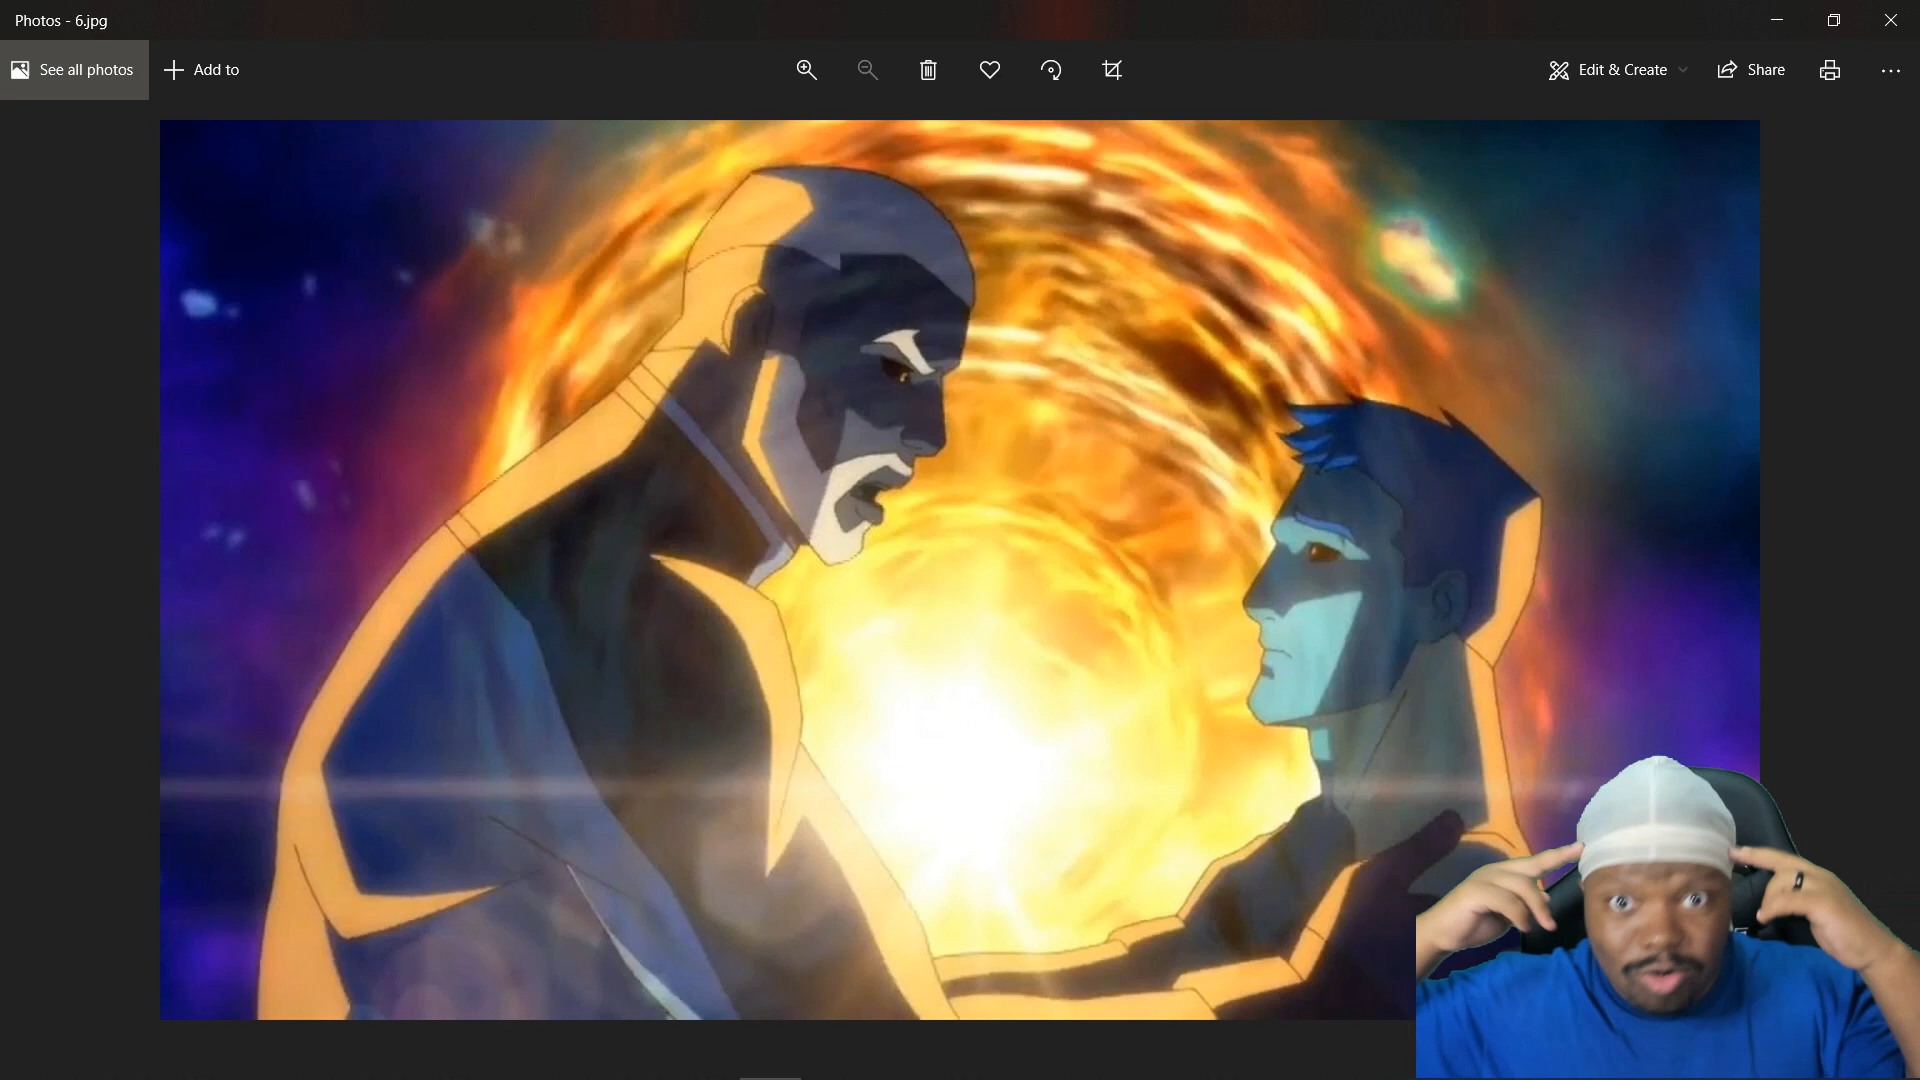 Photos - 6.jpg
See all photos
Add to
Edit & Create
Share